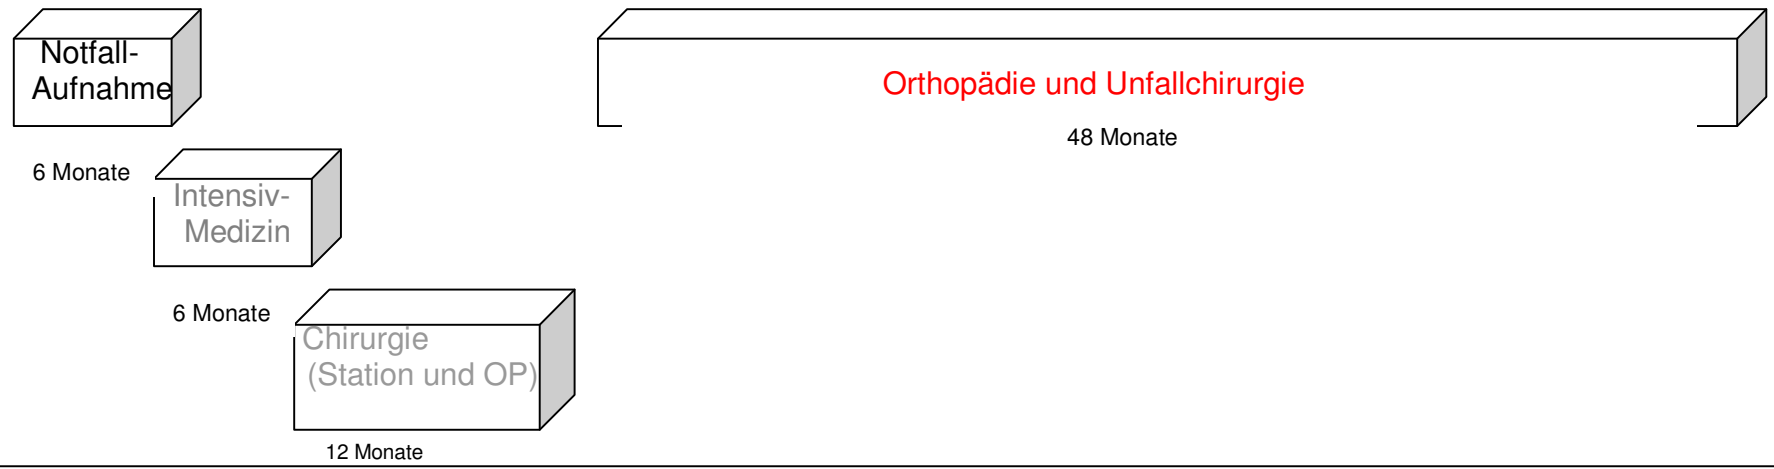 Notfall-
Aufnahme
Orthopädie und Unfallchirurgie
48 Monate
6 Monate
Intensiv-
Medizin
6 Monate
Chirurgie
(Station und OP)
12 Monate